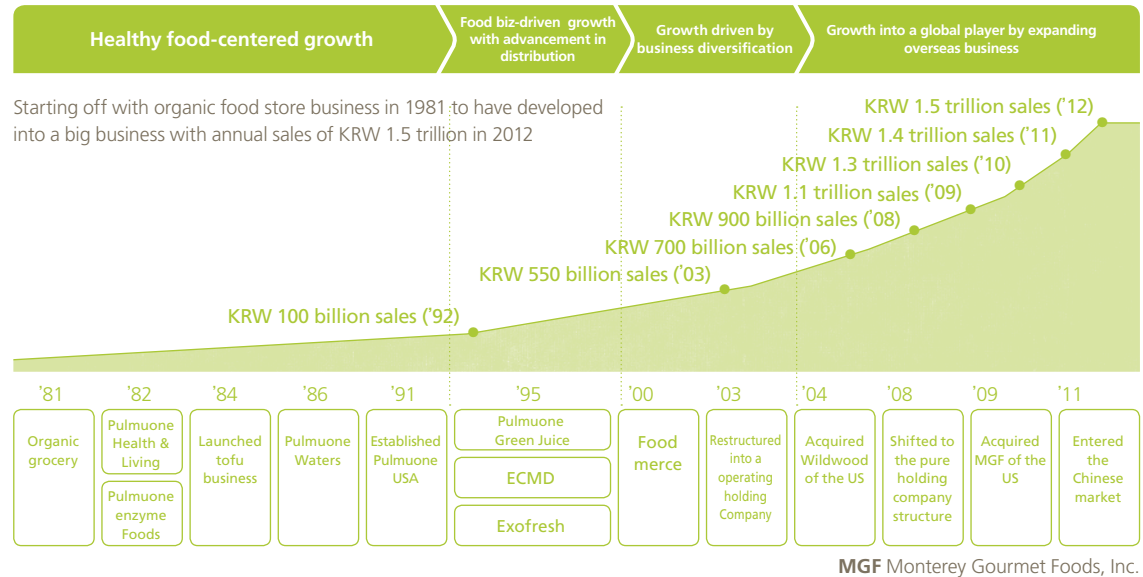 Healthy food-centered growth
Food biz-driven growth
with advancement in
distribution
Growth driven by
business diversification
Growth into a global player by expanding
overseas business
Starting off with organic food store business in 1981 to have developed
into a big business with annual sales of KRW 1.5 trillion in 2012
KRW 1.5 trillion sales ('12)
KRW 1.4 trillion sales ('11)
KRW 1.3 trillion sales ('10)
KRW 1.1 trillion sales ('09)
KRW 900 billion sales ('08)
KRW 700 billion sales ('06)
KRW 550 billion sales ('03)
KRW 100 billion sales ('92)
'81
'82
'84
'86
'91
'95
'00
'03
'04
'08
'09
'11
Organic
grocery
Pulmuone
Health &
Living
Pulmuone
enzyme
Foods
Launched
tofu
business
Pulmuone
Waters
Established
Pulmuone
USA
Pulmuone
Green Juice
ECMD
Exofresh
Food
merce
Restructured
into a
operating
holding
Company
Acquired
Wildwood
of the US
Shifted to
the pure
holding
company
structure
Acquired
MGF of the
US
Entered
the
Chinese
market
MGF Monterey Gourmet Foods, Inc.